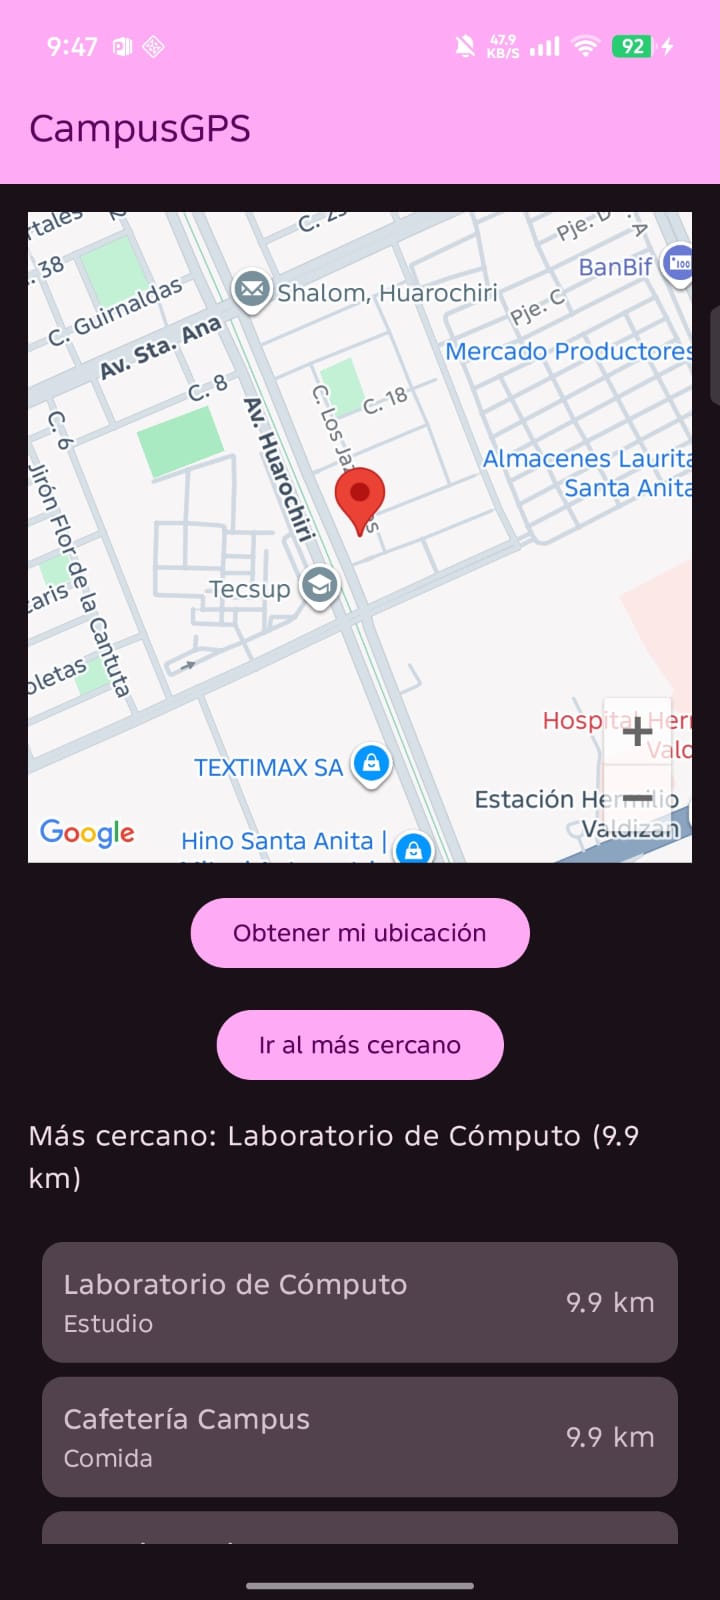 9:47
47.9
KB/S
92
CampusGPS
C. Guirnaldas
Av. Sta. Ana
Shalom, Huarochiri
BanBif
Pje. C
Mercado Productores
C. 8
C. 18
C. 6
Av. Huarochiri
Almacenes Laurita
Santa Anita
Jirón Flor de la Cantuta
Tecsup
TEXTIMAX SA
Hospital Her
Vald
Estación Hermilio
Valdizan
Google
Hino Santa Anita |
Obtener mi ubicación
Ir al más cercano
Más cercano: Laboratorio de Cómputo (9.9
km)
Laboratorio de Cómputo
Estudio
9.9 km
Cafetería Campus
Comida
9.9 km